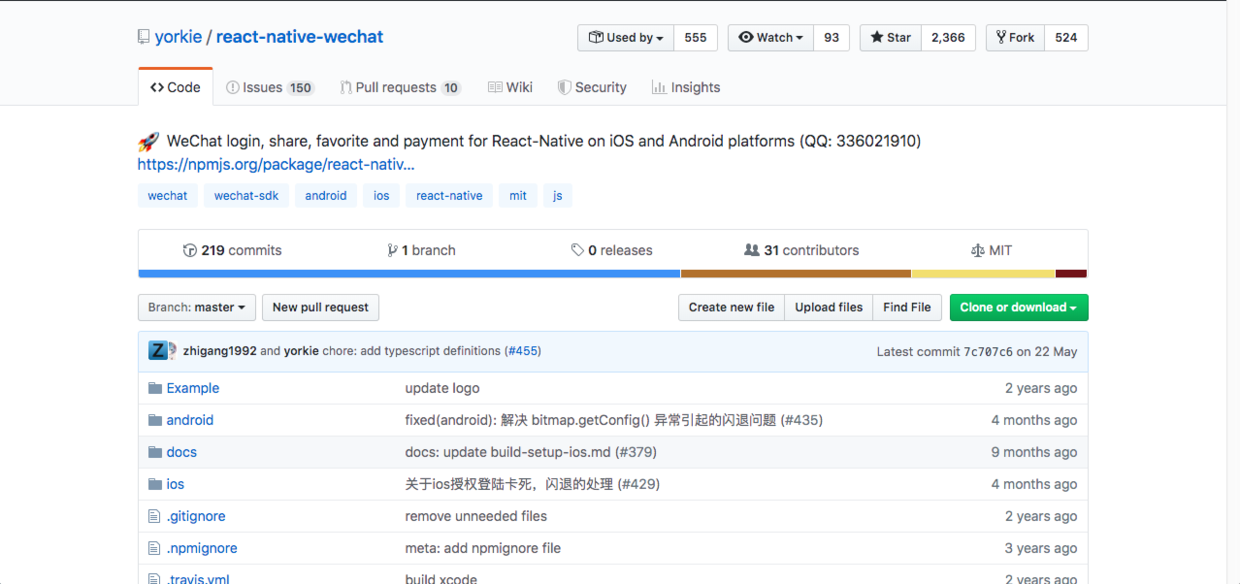 yorkie / react-native-wechat
Used by 555 Watch 93 Star 2,366 Fork 524
Code Issues 150 Pull requests 10 Wiki Security Insights
WeChat login, share, favorite and payment for React-Native on iOS and Android platforms (QQ: 336021910)
https://npmjs.org/package/react-nativ...
wechat wechat-sdk android ios react-native mit js
219 commits 1 branch 0 releases 31 contributors MIT
Branch: master New pull request Create new file Upload files Find File Clone or download
Z zhigang1992 and yorkie chore: add typescript definitions (#455) Latest commit 7c707c6 on 22 May
Example update logo 2 years ago
android fixed(android): 解决 bitmap.getConfig() 异常引起的闪退问题 (#435) 4 months ago
docs docs: update build-setup-ios.md (#379) 9 months ago
ios 关于ios授权登陆卡死，闪退的处理 (#429) 4 months ago
.gitignore remove unneeded files 2 years ago
.npmignore meta: add npmignore file 3 years ago
.travis.yml build xcode 2 years ago